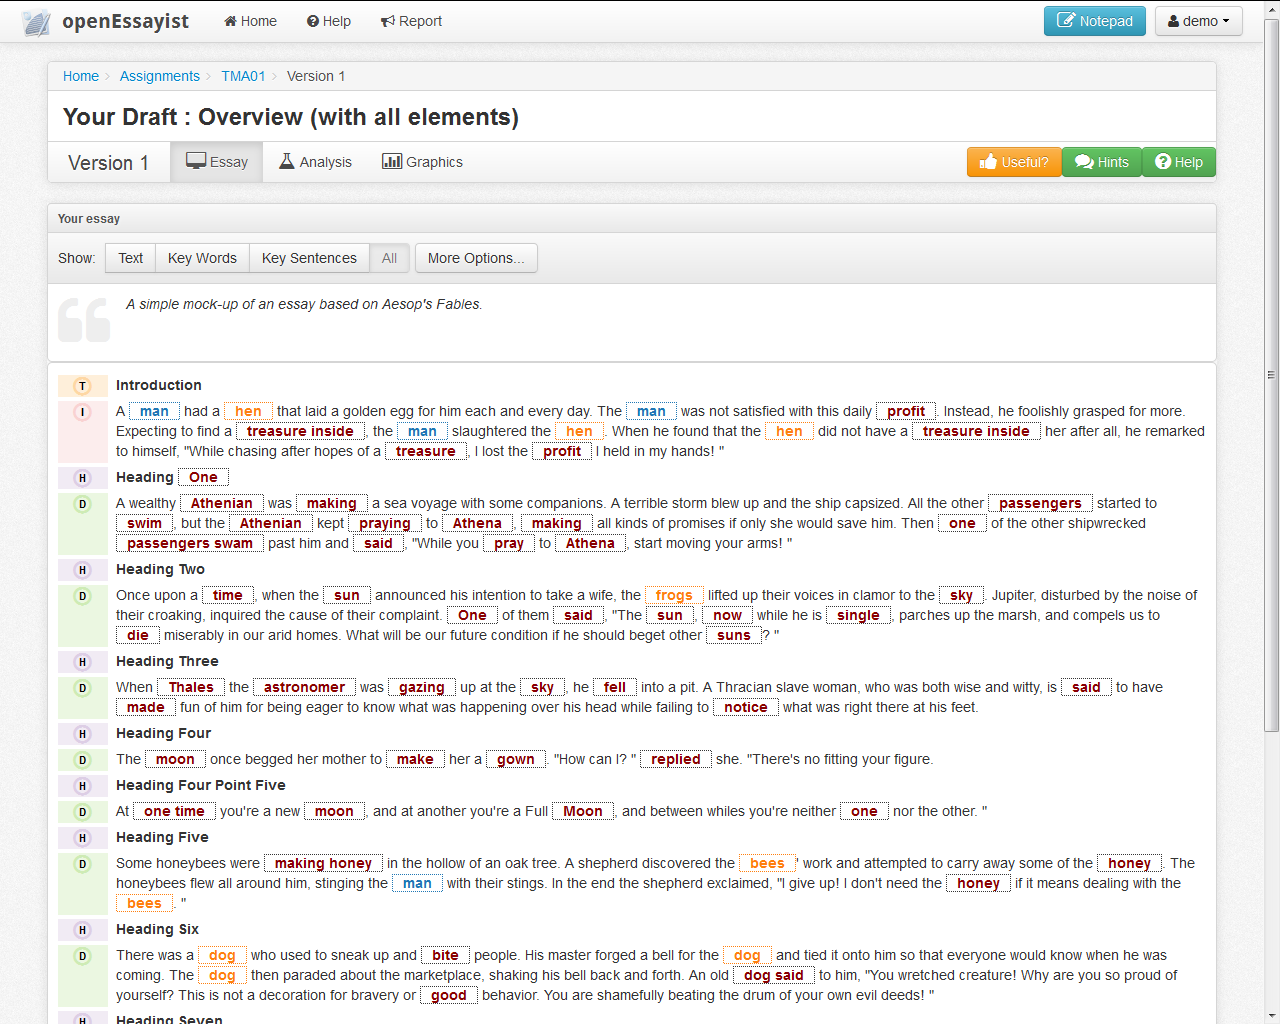 openEssayist Home Help Report Notepad demo
Home Assignments TMA01 Version 1
Your Draft : Overview (with all elements)
Version 1 Essay Analysis Graphics Useful? Hints Help
Your essay
Show: Text Key Words Key Sentences All More Options...
A simple mock-up of an essay based on Aesop's Fables.
T Introduction
I A man had a hen that laid a golden egg for him each and every day. The man was not satisfied with this daily profit. Instead, he foolishly grasped for more.
Expecting to find a treasure inside, the man slaughtered the hen. When he found that the hen did not have a treasure inside her after all, he remarked
to himself, "While chasing after hopes of a treasure, I lost the profit I held in my hands! "
H Heading One
D A wealthy Athenian was making a sea voyage with some companions. A terrible storm blew up and the ship capsized. All the other passengers started to
swim, but the Athenian kept praying to Athena, making all kinds of promises if only she would save him. Then one of the other shipwrecked
passengers swam past him and said, "While you pray to Athena, start moving your arms! "
H Heading Two
D Once upon a time, when the sun announced his intention to take a wife, the frogs lifted up their voices in clamor to the sky. Jupiter, disturbed by the noise of
their croaking, inquired the cause of their complaint. One of them said, "The sun, now while he is single, parches up the marsh, and compels us to
die miserably in our arid homes. What will be our future condition if he should beget other suns? "
H Heading Three
D When Thales the astronomer was gazing up at the sky, he fell into a pit. A Thracian slave woman, who was both wise and witty, is said to have
made fun of him for being eager to know what was happening over his head while failing to notice what was right there at his feet.
H Heading Four
D The moon once begged her mother to make her a gown. "How can I? " replied she. "There's no fitting your figure.
H Heading Four Point Five
D At one time you're a new moon, and at another you're a Full Moon, and between whiles you're neither one nor the other. "
H Heading Five
D Some honeybees were making honey in the hollow of an oak tree. A shepherd discovered the bees' work and attempted to carry away some of the honey. The
honeybees flew all around him, stinging the man with their stings. In the end the shepherd exclaimed, "I give up! I don't need the honey if it means dealing with the
bees. "
H Heading Six
D There was a dog who used to sneak up and bite people. His master forged a bell for the dog and tied it onto him so that everyone would know when he was
coming. The dog then paraded about the marketplace, shaking his bell back and forth. An old dog said to him, "You wretched creature! Why are you so proud of
yourself? This is not a decoration for bravery or good behavior. You are shamefully beating the drum of your own evil deeds! "
H Heading Seven